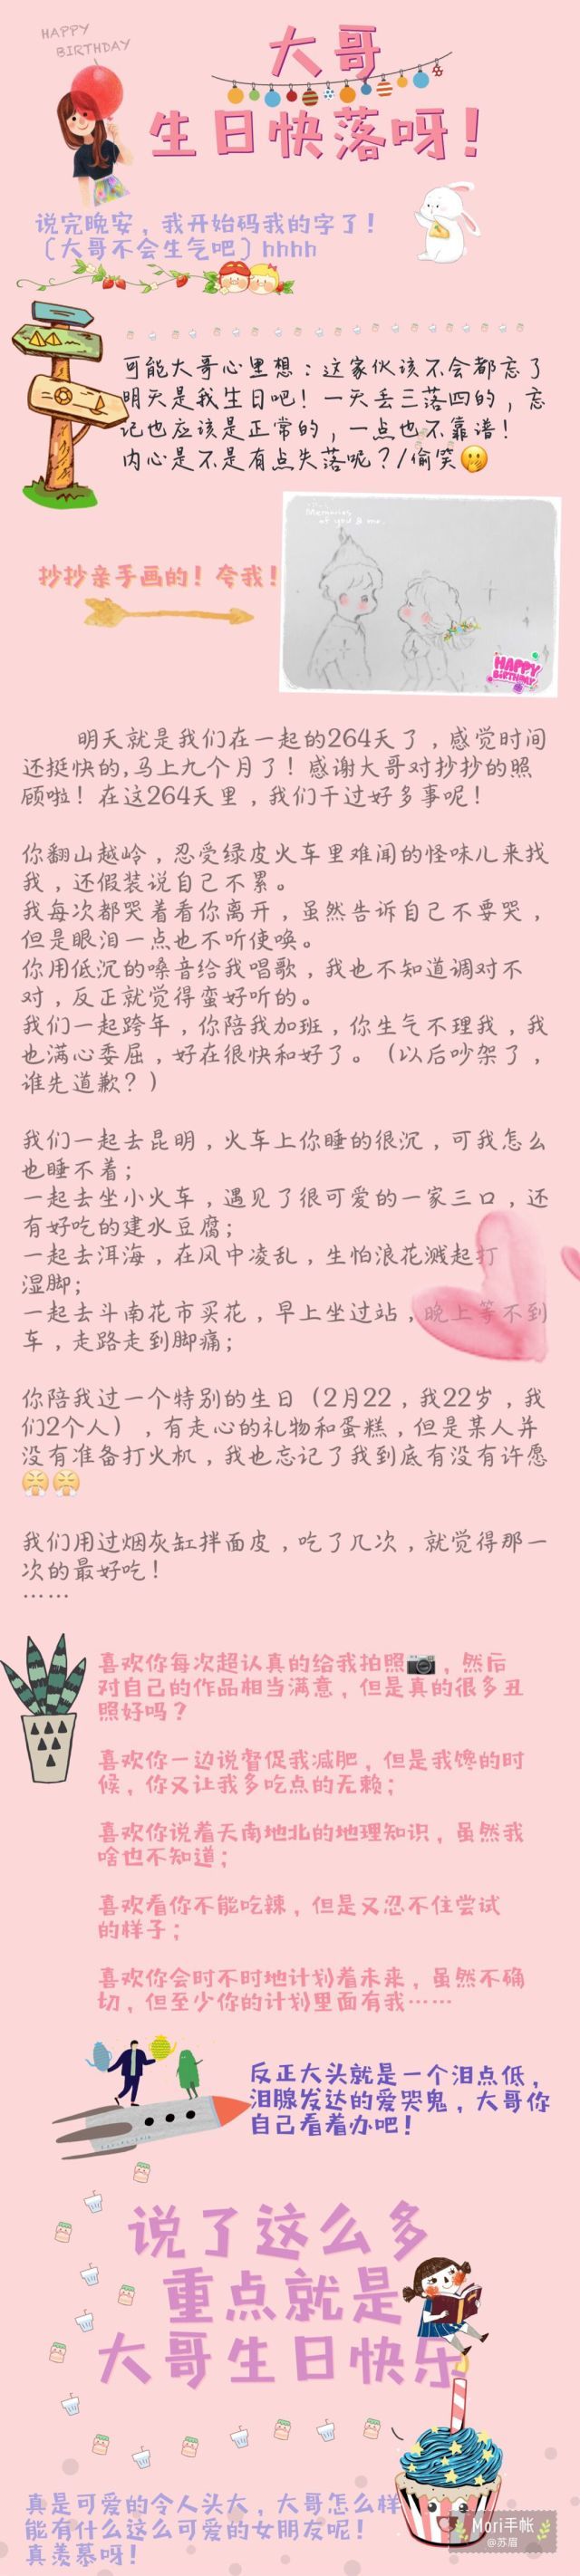 HAPPY
BIRTHDAY
大哥
生日快落呀！
说完晚安，我开始码我的字了！
〔大哥不会生气吧〕hhhh
可能大哥心里想：这家伙该不会都忘了
明天是我生日吧！一天丢三落四的，忘
记也应该是正常的，一点也不靠谱！
内心是不是有点失落呢？/偷笑🤭
Memories
of you & me.
抄抄亲手画的！夸我！
HAPPY
BIRTHDAY
明天就是我们在一起的264天了，感觉时间
还挺快的,马上九个月了！感谢大哥对抄抄的照
顾啦！在这264天里，我们干过好多事呢！
你翻山越岭，忍受绿皮火车里难闻的怪味儿来找
我，还假装说自己不累。
我每次都哭着看你离开，虽然告诉自己不要哭，
但是眼泪一点也不听使唤。
你用低沉的嗓音给我唱歌，我也不知道调对不
对，反正就觉得蛮好听的。
我们一起跨年，你陪我加班，你生气不理我，我
也满心委屈，好在很快和好了。（以后吵架了，
谁先道歉？）
我们一起去昆明，火车上你睡的很沉，可我怎么
也睡不着；
一起去坐小火车，遇见了很可爱的一家三口，还
有好吃的建水豆腐；
一起去洱海，在风中凌乱，生怕浪花溅起打
湿脚；
一起去斗南花市买花，早上坐过站，晚上等不到
车，走路走到脚痛；
你陪我过一个特别的生日（2月22，我22岁，我
们2个人），有走心的礼物和蛋糕，但是某人并
没有准备打火机，我也忘记了我到底有没有许愿
😤😤
我们用过烟灰缸拌面皮，吃了几次，就觉得那一
次的最好吃！
……
喜欢你每次超认真的给我拍照📷，然后
对自己的作品相当满意，但是真的很多丑
照好吗？
喜欢你一边说督促我减肥，但是我馋的时
候，你又让我多吃点的无赖；
喜欢你说着天南地北的地理知识，虽然我
啥也不知道；
喜欢看你不能吃辣，但是又忍不住尝试
的样子；
喜欢你会时不时地计划着未来，虽然不确
切，但至少你的计划里面有我……
反正大头就是一个泪点低，
泪腺发达的爱哭鬼，大哥你
自己看着办吧！
说了这么多
重点就是
大哥生日快乐
真是可爱的令人头大，大哥怎么样
能有什么这么可爱的女朋友呢！
真羡慕呀！
Mori手帐
@苏眉